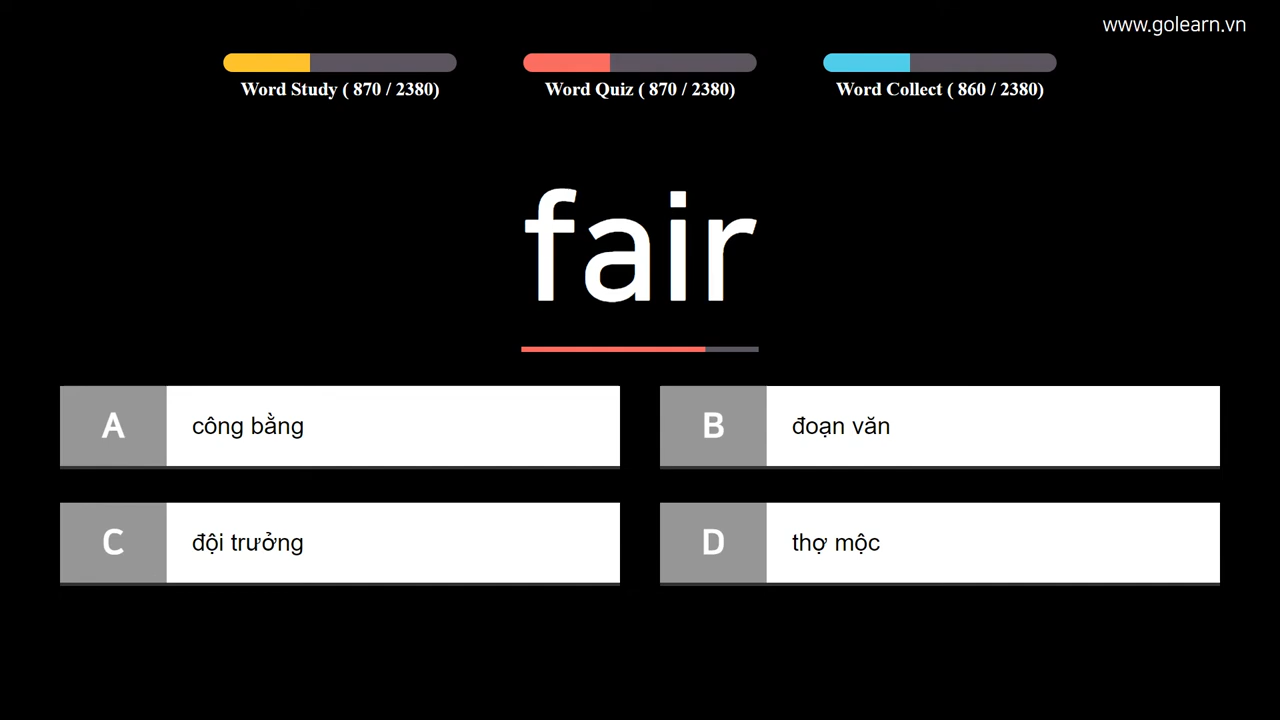 www.golearn.vn
Word Study ( 870 / 2380)
Word Quiz ( 870 / 2380)
Word Collect ( 860 / 2380)
fair
A công bằng
B đoạn văn
C đội trưởng
D thợ mộc